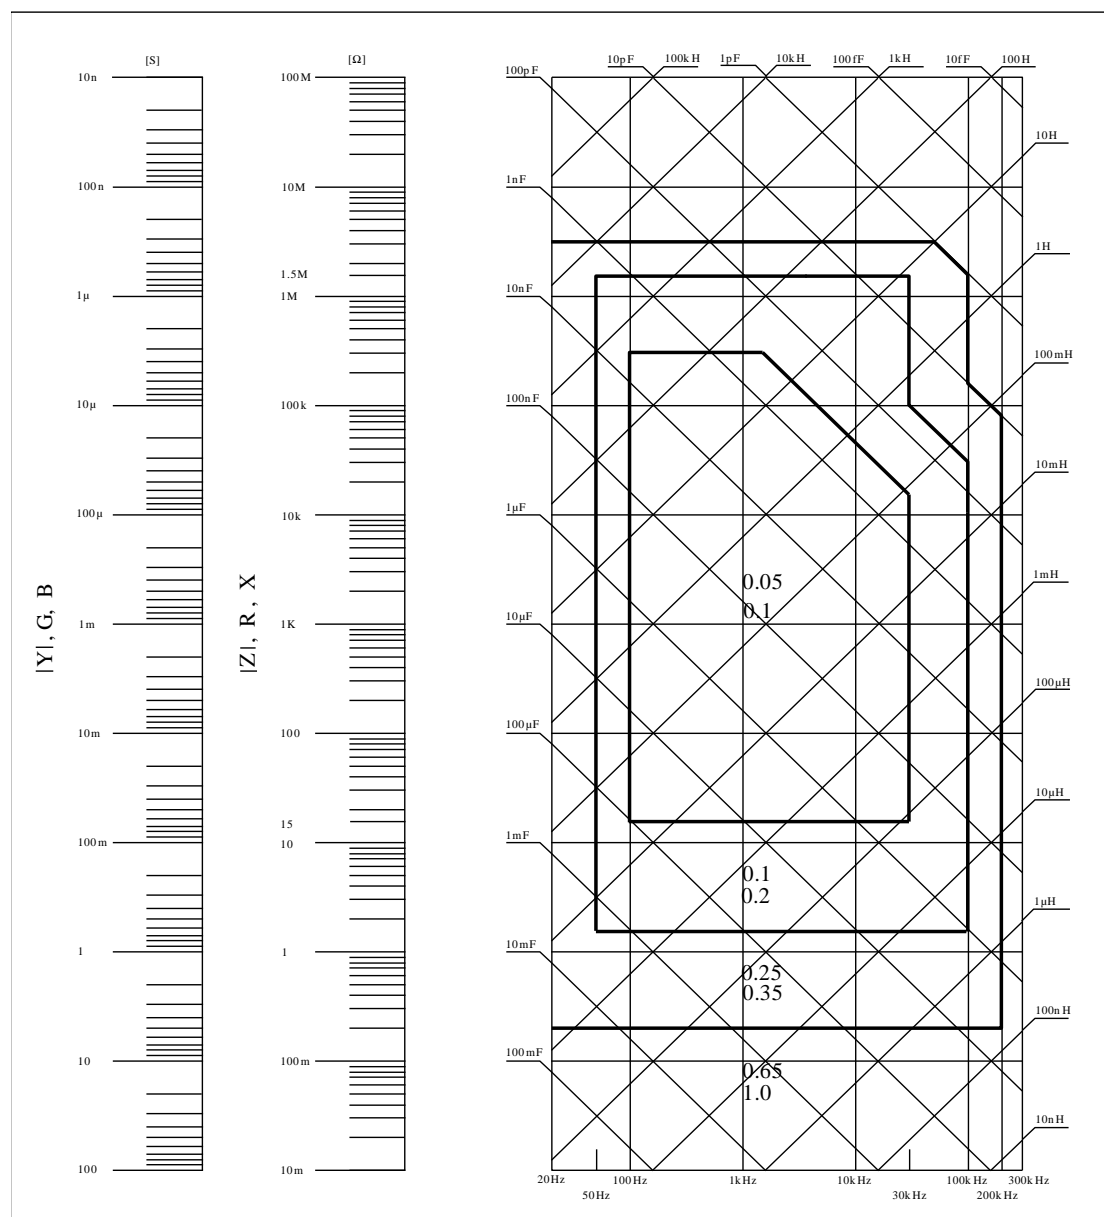 [S]
[Ω]
10pF 100kH 1pF 10kH 100fF 1kH 10fF 100H
10n 100M 100pF
10H
100n 10M 1nF
1H
1.5M
1μ 1M 10nF
100mH
10μ 100k 100nF
10mH
100μ 10k 1μF
0.05
1mH
|Y|, G, B
|Z|, R, X
0.1
1m 1K 10μF
100μH
10m 100 100μF
10μH
15
100m 10 1mF
0.1
0.2
1μH
1 1 10mF
0.25
0.35
100nH
10 100m 100mF
0.65
1.0
10nH
100 10m
20Hz 100Hz 1kHz 10kHz 100kHz 300kHz
50Hz 30kHz 200kHz